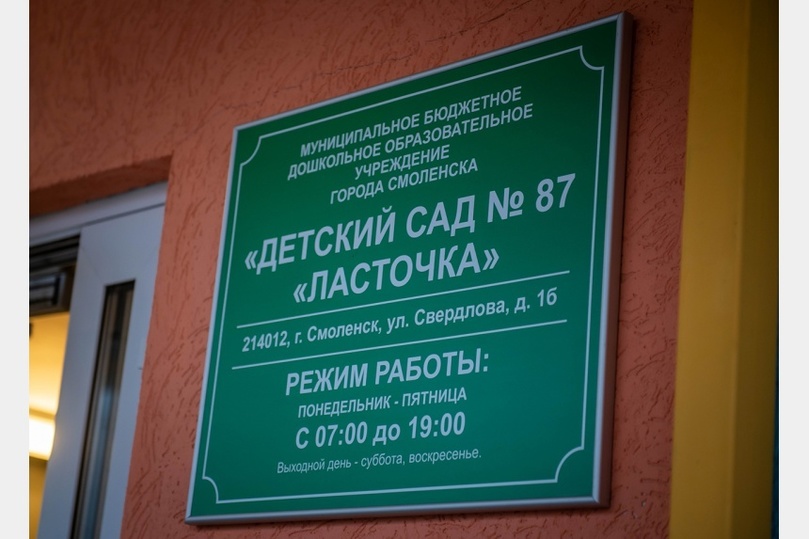 МУНИЦИПАЛЬНОЕ БЮДЖЕТНОЕ
ДОШКОЛЬНОЕ ОБРАЗОВАТЕЛЬНОЕ
УЧРЕЖДЕНИЕ
ГОРОДА СМОЛЕНСКА
«ДЕТСКИЙ САД № 87
«ЛАСТОЧКА»
214012, г. Смоленск, ул. Свердлова, д. 1б
РЕЖИМ РАБОТЫ:
ПОНЕДЕЛЬНИК - ПЯТНИЦА
С 07:00 до 19:00
Выходной день - суббота, воскресенье.